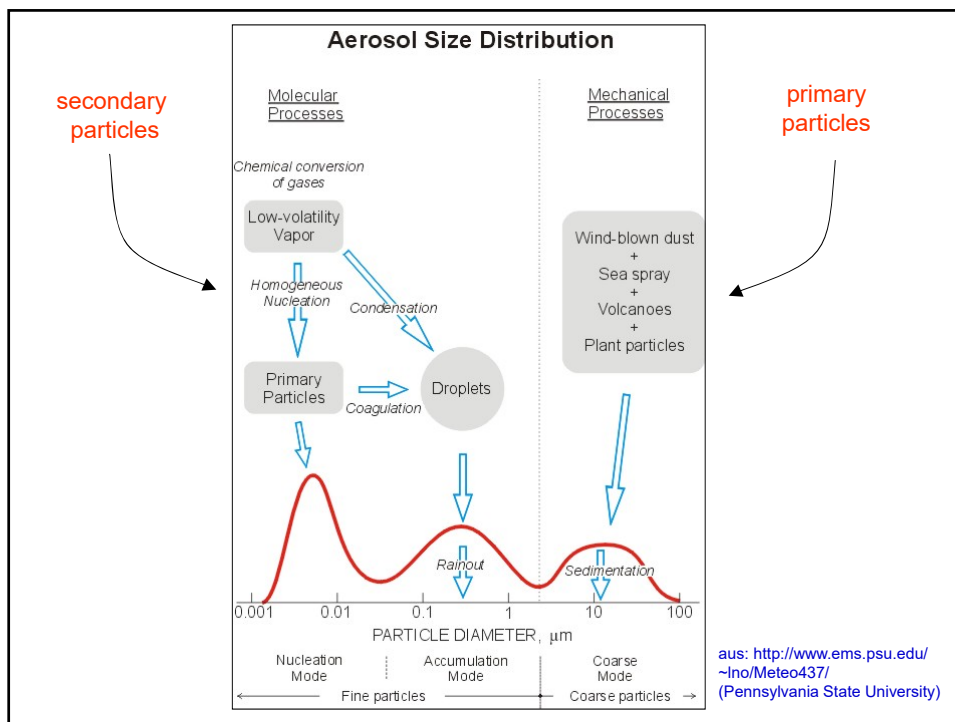 Aerosol Size Distribution
secondary
particles
primary
particles
Molecular
Processes
Mechanical
Processes
Chemical conversion
of gases
Low-volatility
Vapor
Homogeneous
Nucleation
Condensation
Primary
Particles
Coagulation
Droplets
Wind-blown dust
+
Sea spray
+
Volcanoes
+
Plant particles
Rainout
Sedimentation
0.001 0.01 0.1 1 10 100
PARTICLE DIAMETER, μm
Nucleation
Mode
Accumulation
Mode
Coarse
Mode
Fine particles
Coarse particles
aus: http://www.ems.psu.edu/
~lno/Meteo437/
(Pennsylvania State University)